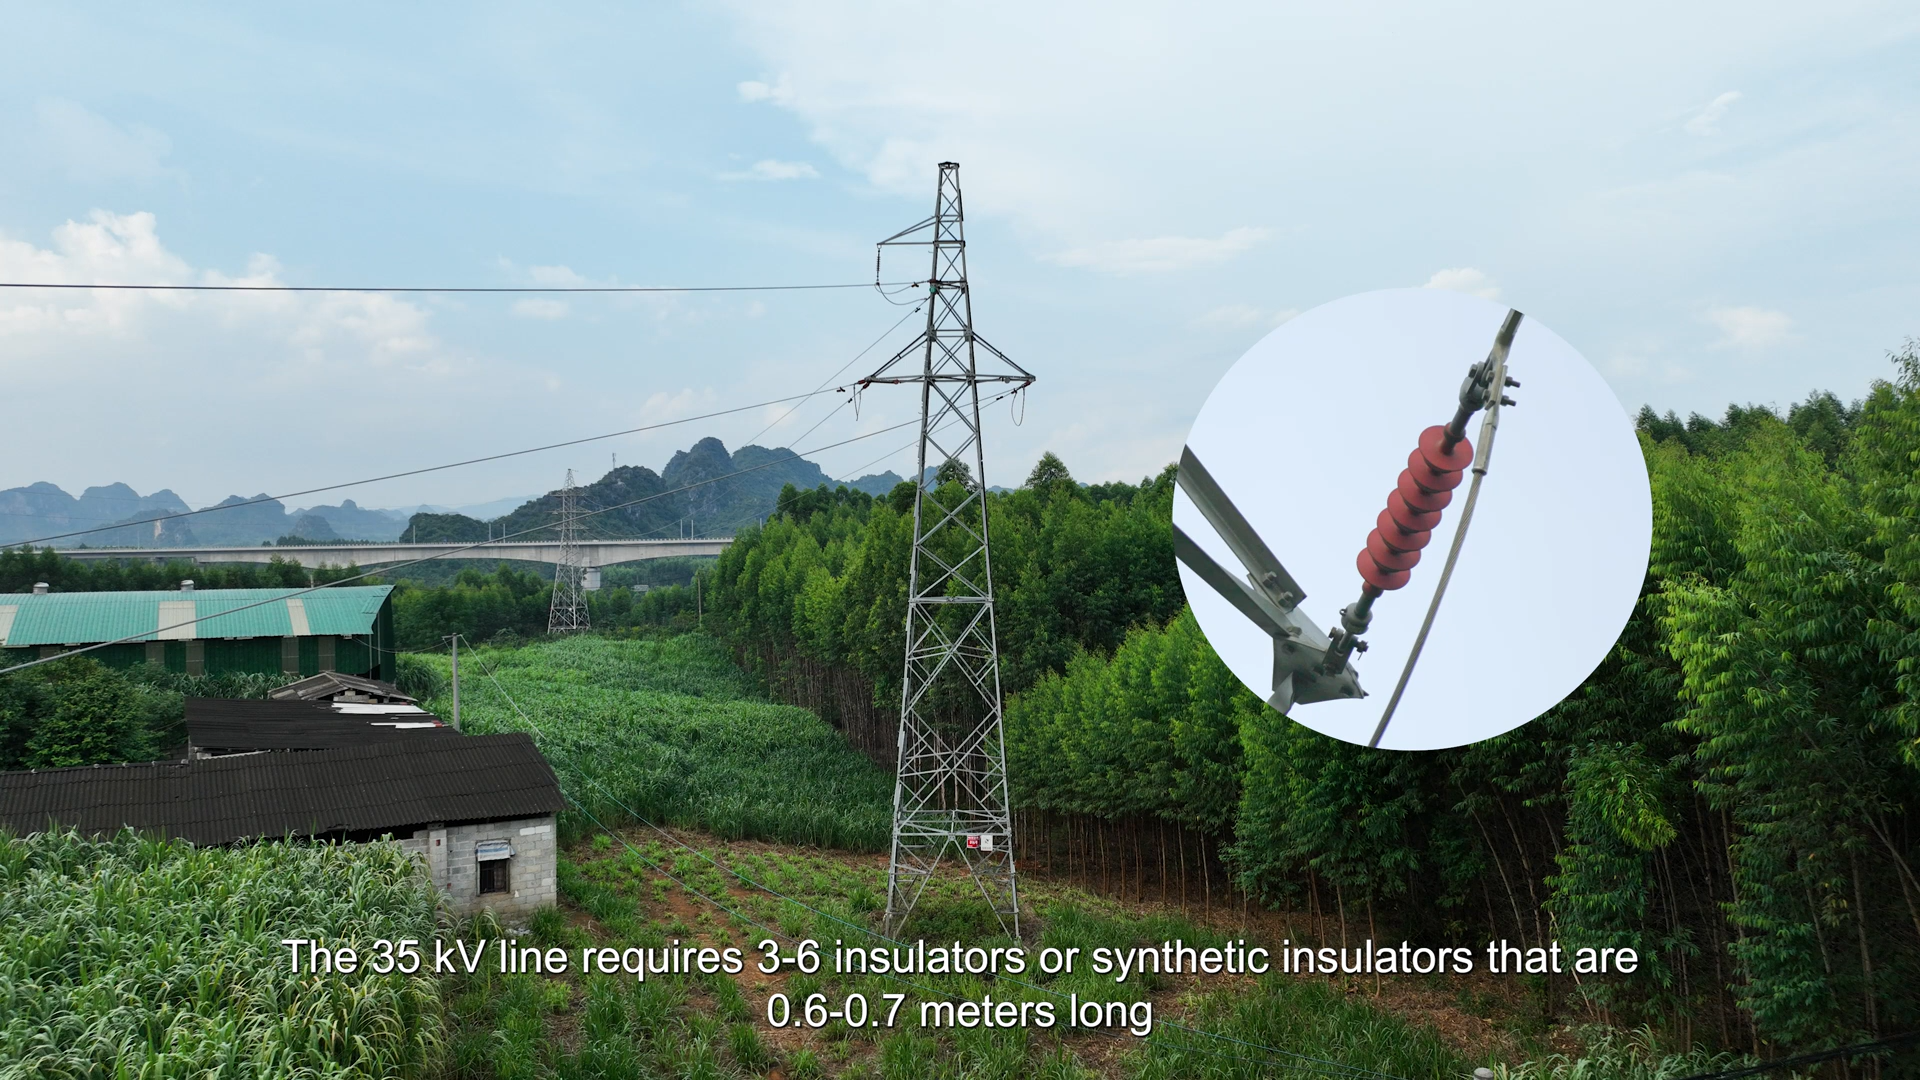 The 35 kV line requires 3-6 insulators or synthetic insulators that are
0.6-0.7 meters long